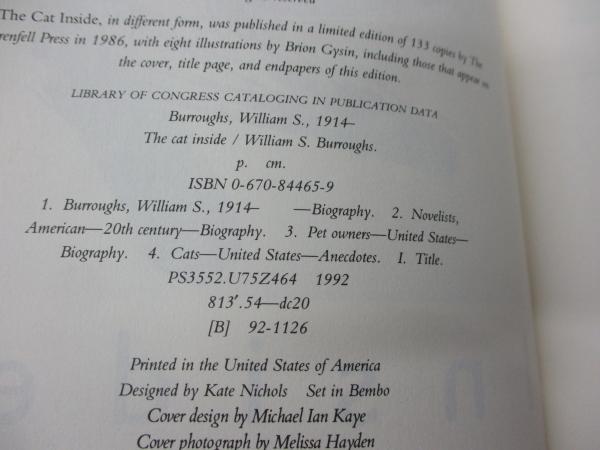 The Cat Inside, in different form, was published in a limited edition of 133 copies by The
renfell Press in 1986, with eight illustrations by Brion Gysin, including those that appear on
the cover, title page, and endpapers of this edition.
LIBRARY OF CONGRESS CATALOGING IN PUBLICATION DATA
Burroughs, William S., 1914–
The cat inside / William S. Burroughs.
p. cm.
ISBN 0-670-84465-9
1. Burroughs, William S., 1914– —Biography. 2. Novelists,
American—20th century—Biography. 3. Pet owners—United States—
Biography. 4. Cats—United States—Anecdotes. I. Title.
PS3552.U75Z464 1992
813′.54—dc20
[B] 92-1126
Printed in the United States of America
Designed by Kate Nichols Set in Bembo
Cover design by Michael Ian Kaye
Cover photograph by Melissa Hayden